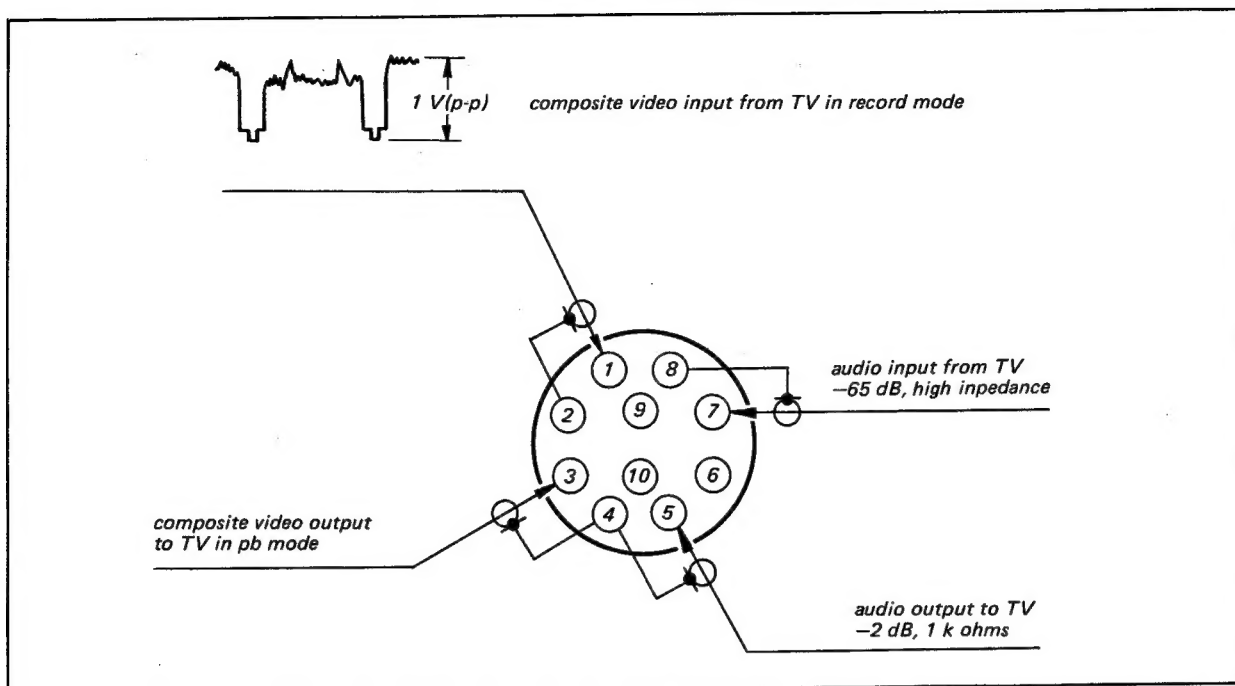 1 V(p-p) composite video input from TV in record mode
1
8
audio input from TV
−65 dB, high inpedance
2
9
7
3
10
6
4
5
composite video output
to TV in pb mode
audio output to TV
−2 dB, 1 k ohms